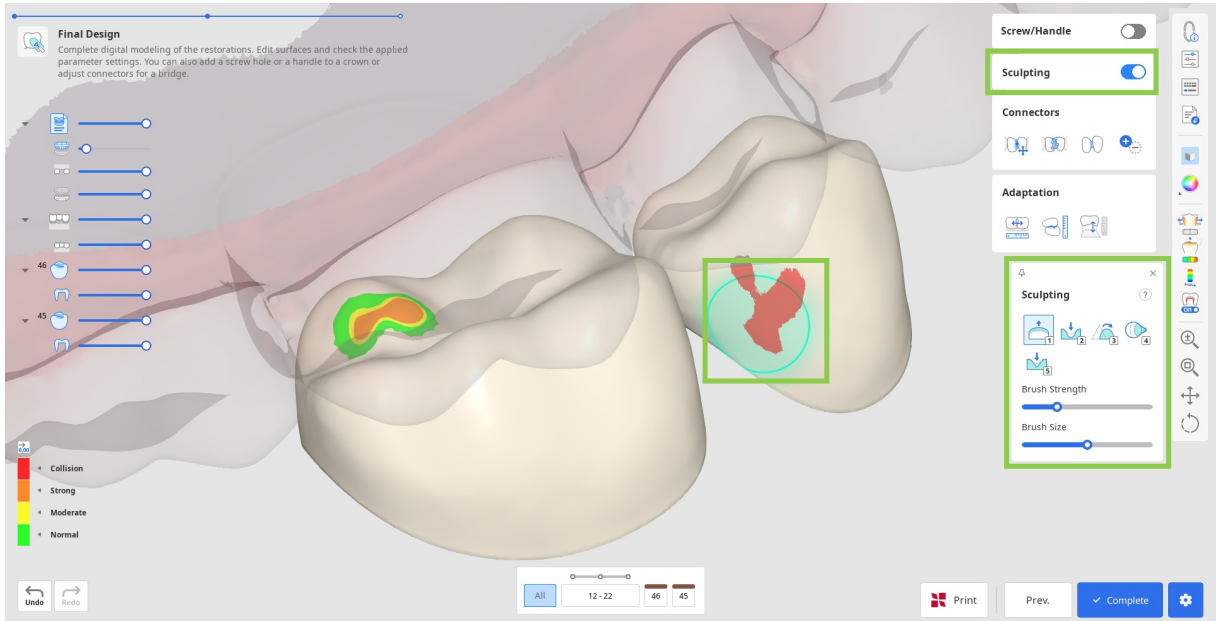 Final Design
Complete digital modeling of the restorations. Edit surfaces and check the applied
parameter settings. You can also add a screw hole or a handle to a crown or
adjust connectors for a bridge.
46
45
0.00
Collision
Strong
Moderate
Normal
Undo
Redo
All
12 - 22
46
45
Screw/Handle
Sculpting
Connectors
Adaptation
Sculpting
?
1
2
3
4
5
Brush Strength
Brush Size
ON
Print
Prev.
Complete